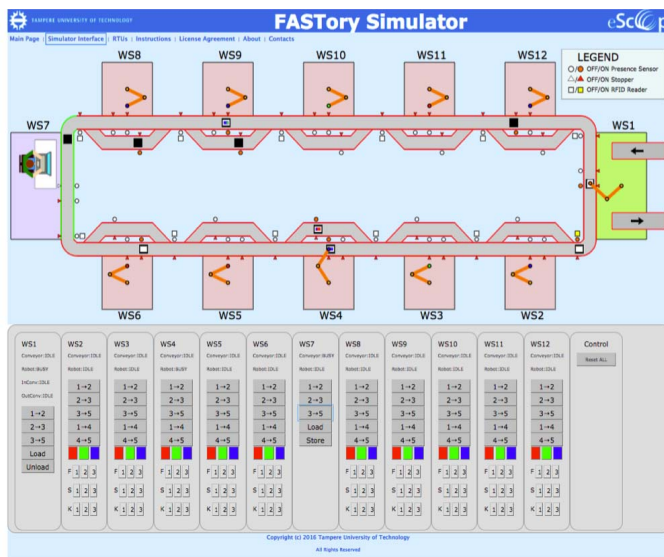 TAMPERE UNIVERSITY OF TECHNOLOGY
FASTory Simulator
eScop
Main Page | Simulator Interface | RTUs | Instructions | License Agreement | About | Contacts
WS8 WS9 WS10 WS11 WS12
LEGEND
OFF/ON Presence Sensor
OFF/ON Stopper
OFF/ON RFID Reader
WS7
WS1
WS6 WS5 WS4 WS3 WS2
WS1 WS2 WS3 WS4 WS5 WS6 WS7 WS8 WS9 WS10 WS11 WS12 Control
Conveyor:IDLE Conveyor:IDLE Conveyor:IDLE Conveyor:IDLE Conveyor:IDLE Conveyor:IDLE Conveyor:BUSY Conveyor:IDLE Conveyor:IDLE Conveyor:IDLE Conveyor:IDLE Conveyor:IDLE Reset ALL
Robot:BUSY Robot:IDLE Robot:IDLE Robot:BUSY Robot:IDLE Robot:IDLE Robot:IDLE Robot:IDLE Robot:IDLE Robot:IDLE Robot:IDLE
InConv:IDLE 1→2 1→2 1→2 1→2 1→2 1→2 1→2 1→2 1→2 1→2 1→2
OutConv:IDLE 2→3 2→3 2→3 2→3 2→3 2→3 2→3 2→3 2→3 2→3 2→3
1→2 3→5 3→5 3→5 3→5 3→5 3→5 3→5 3→5 3→5 3→5 3→5
2→3 1→4 1→4 1→4 1→4 1→4 Load 1→4 1→4 1→4 1→4 1→4
3→5 4→5 4→5 4→5 4→5 4→5 Store 4→5 4→5 4→5 4→5 4→5
Load
Unload
F 1 2 3 F 1 2 3 F 1 2 3 F 1 2 3 F 1 2 3 F 1 2 3 F 1 2 3 F 1 2 3 F 1 2 3 F 1 2 3
S 1 2 3 S 1 2 3 S 1 2 3 S 1 2 3 S 1 2 3 S 1 2 3 S 1 2 3 S 1 2 3 S 1 2 3 S 1 2 3
K 1 2 3 K 1 2 3 K 1 2 3 K 1 2 3 K 1 2 3 K 1 2 3 K 1 2 3 K 1 2 3 K 1 2 3 K 1 2 3
Copyright (c) 2016 Tampere University of Technology
All Rights Reserved